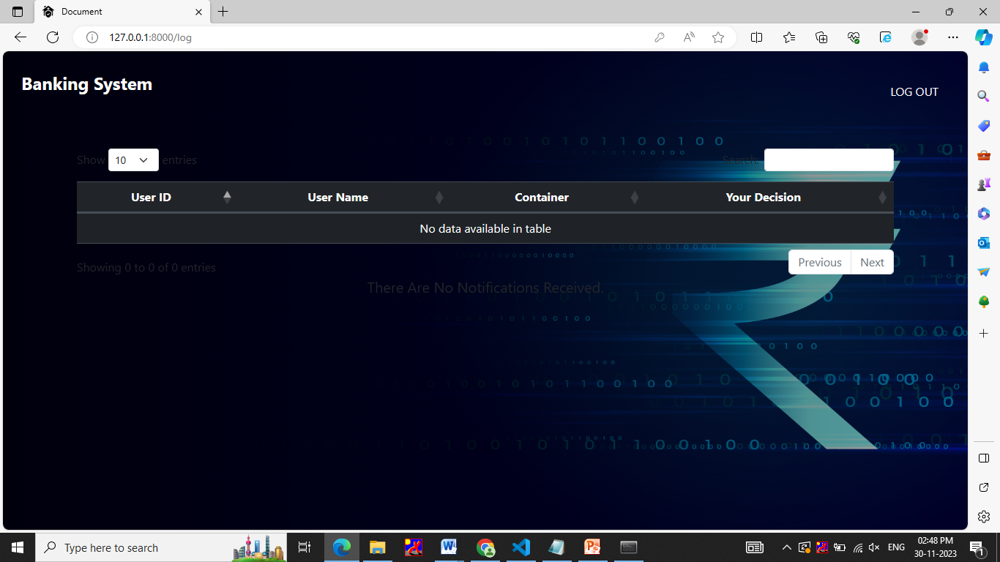 Document
127.0.0.1:8000/log
Banking System
LOG OUT
Show 10 entries
Search:
User ID User Name Container Your Decision
No data available in table
Showing 0 to 0 of 0 entries
Previous Next
There Are No Notifications Received.
Type here to search
ENG
02:48 PM
30-11-2023
1